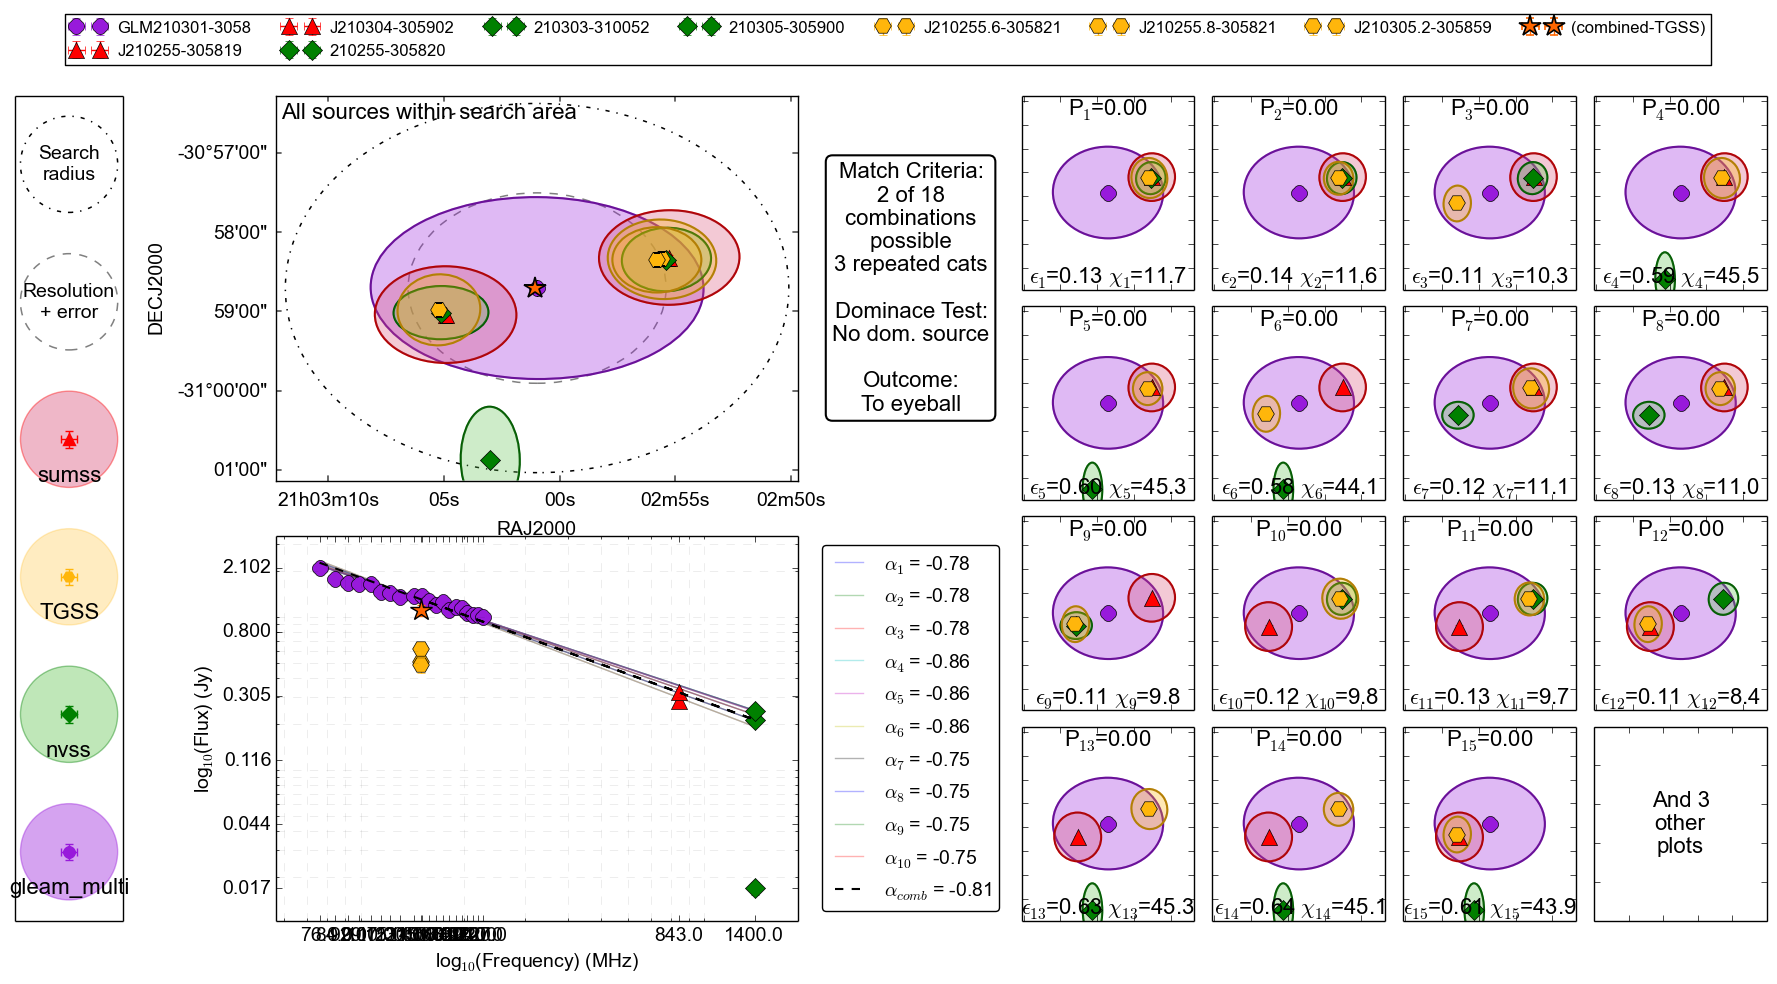 GLM210301-3058
J210304-305902
210303-310052
210305-305900
J210255.6-305821
J210255.8-305821
J210305.2-305859
(combined-TGSS)
J210255-305819
210255-305820
Search
radius
Resolution
+ error
sumss
TGSS
nvss
gleam_multi
All sources within search area
DECJ2000
-30°57'00"
58'00"
59'00"
-31°00'00"
01'00"
21h03m10s
05s
00s
02m55s
02m50s
RAJ2000
Match Criteria:
2 of 18
combinations
possible
3 repeated cats
Dominace Test:
No dom. source
Outcome:
To eyeball
log10(Flux) (Jy)
2.102
0.800
0.305
0.116
0.044
0.017
843.0
1400.0
log10(Frequency) (MHz)
α1 = -0.78
α2 = -0.78
α3 = -0.78
α4 = -0.86
α5 = -0.86
α6 = -0.86
α7 = -0.75
α8 = -0.75
α9 = -0.75
α10 = -0.75
αcomb = -0.81
P1=0.00
ϵ1=0.13 χ1=11.7
P2=0.00
ϵ2=0.14 χ2=11.6
P3=0.00
ϵ3=0.11 χ3=10.3
P4=0.00
ϵ4=0.59 χ4=45.5
P5=0.00
ϵ5=0.60 χ5=45.3
P6=0.00
ϵ6=0.58 χ6=44.1
P7=0.00
ϵ7=0.12 χ7=11.1
P8=0.00
ϵ8=0.13 χ8=11.0
P9=0.00
ϵ9=0.11 χ9=9.8
P10=0.00
ϵ10=0.12 χ10=9.8
P11=0.00
ϵ11=0.13 χ11=9.7
P12=0.00
ϵ12=0.11 χ12=8.4
P13=0.00
ϵ13=0.63 χ13=45.3
P14=0.00
ϵ14=0.64 χ14=45.1
P15=0.00
ϵ15=0.61 χ15=43.9
And 3
other
plots